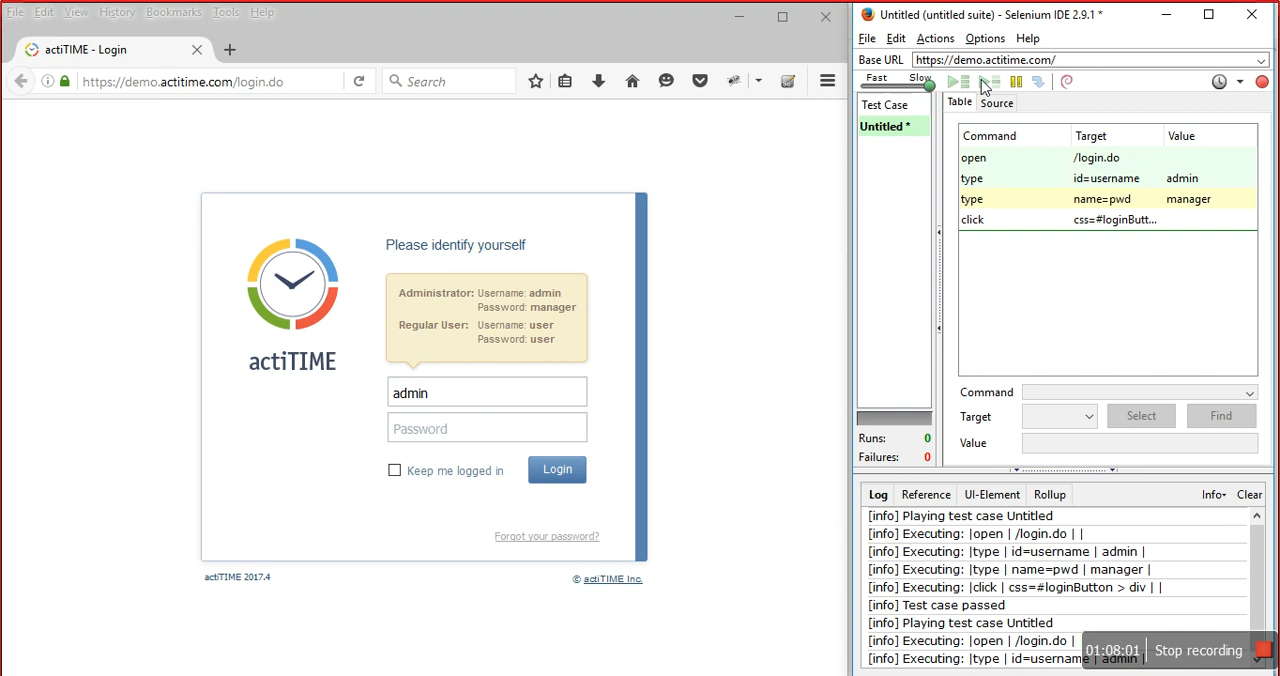 File Edit View History Bookmarks Tools Help
actiTIME - Login
https://demo.actitime.com/login.do
Search
Please identify yourself
Administrator: Username: admin
Password: manager
Regular User: Username: user
Password: user
actiTIME
admin
Password
Keep me logged in
Login
Forgot your password?
actiTIME 2017.4
© actiTIME Inc.
Untitled (untitled suite) - Selenium IDE 2.9.1 *
File Edit Actions Options Help
Base URL https://demo.actitime.com/
Fast Slow
Test Case
Untitled *
Table Source
Command Target Value
open /login.do
type id=username admin
type name=pwd manager
click css=#loginButt...
Command
Target Select Find
Value
Runs: 0
Failures: 0
Log Reference UI-Element Rollup Info Clear
[info] Playing test case Untitled
[info] Executing: |open | /login.do | |
[info] Executing: |type | id=username | admin |
[info] Executing: |type | name=pwd | manager |
[info] Executing: |click | css=#loginButton > div | |
[info] Test case passed
[info] Playing test case Untitled
[info] Executing: |open | /login.do |
[info] Executing: |type | id=username | admin |
01:08:01 Stop recording